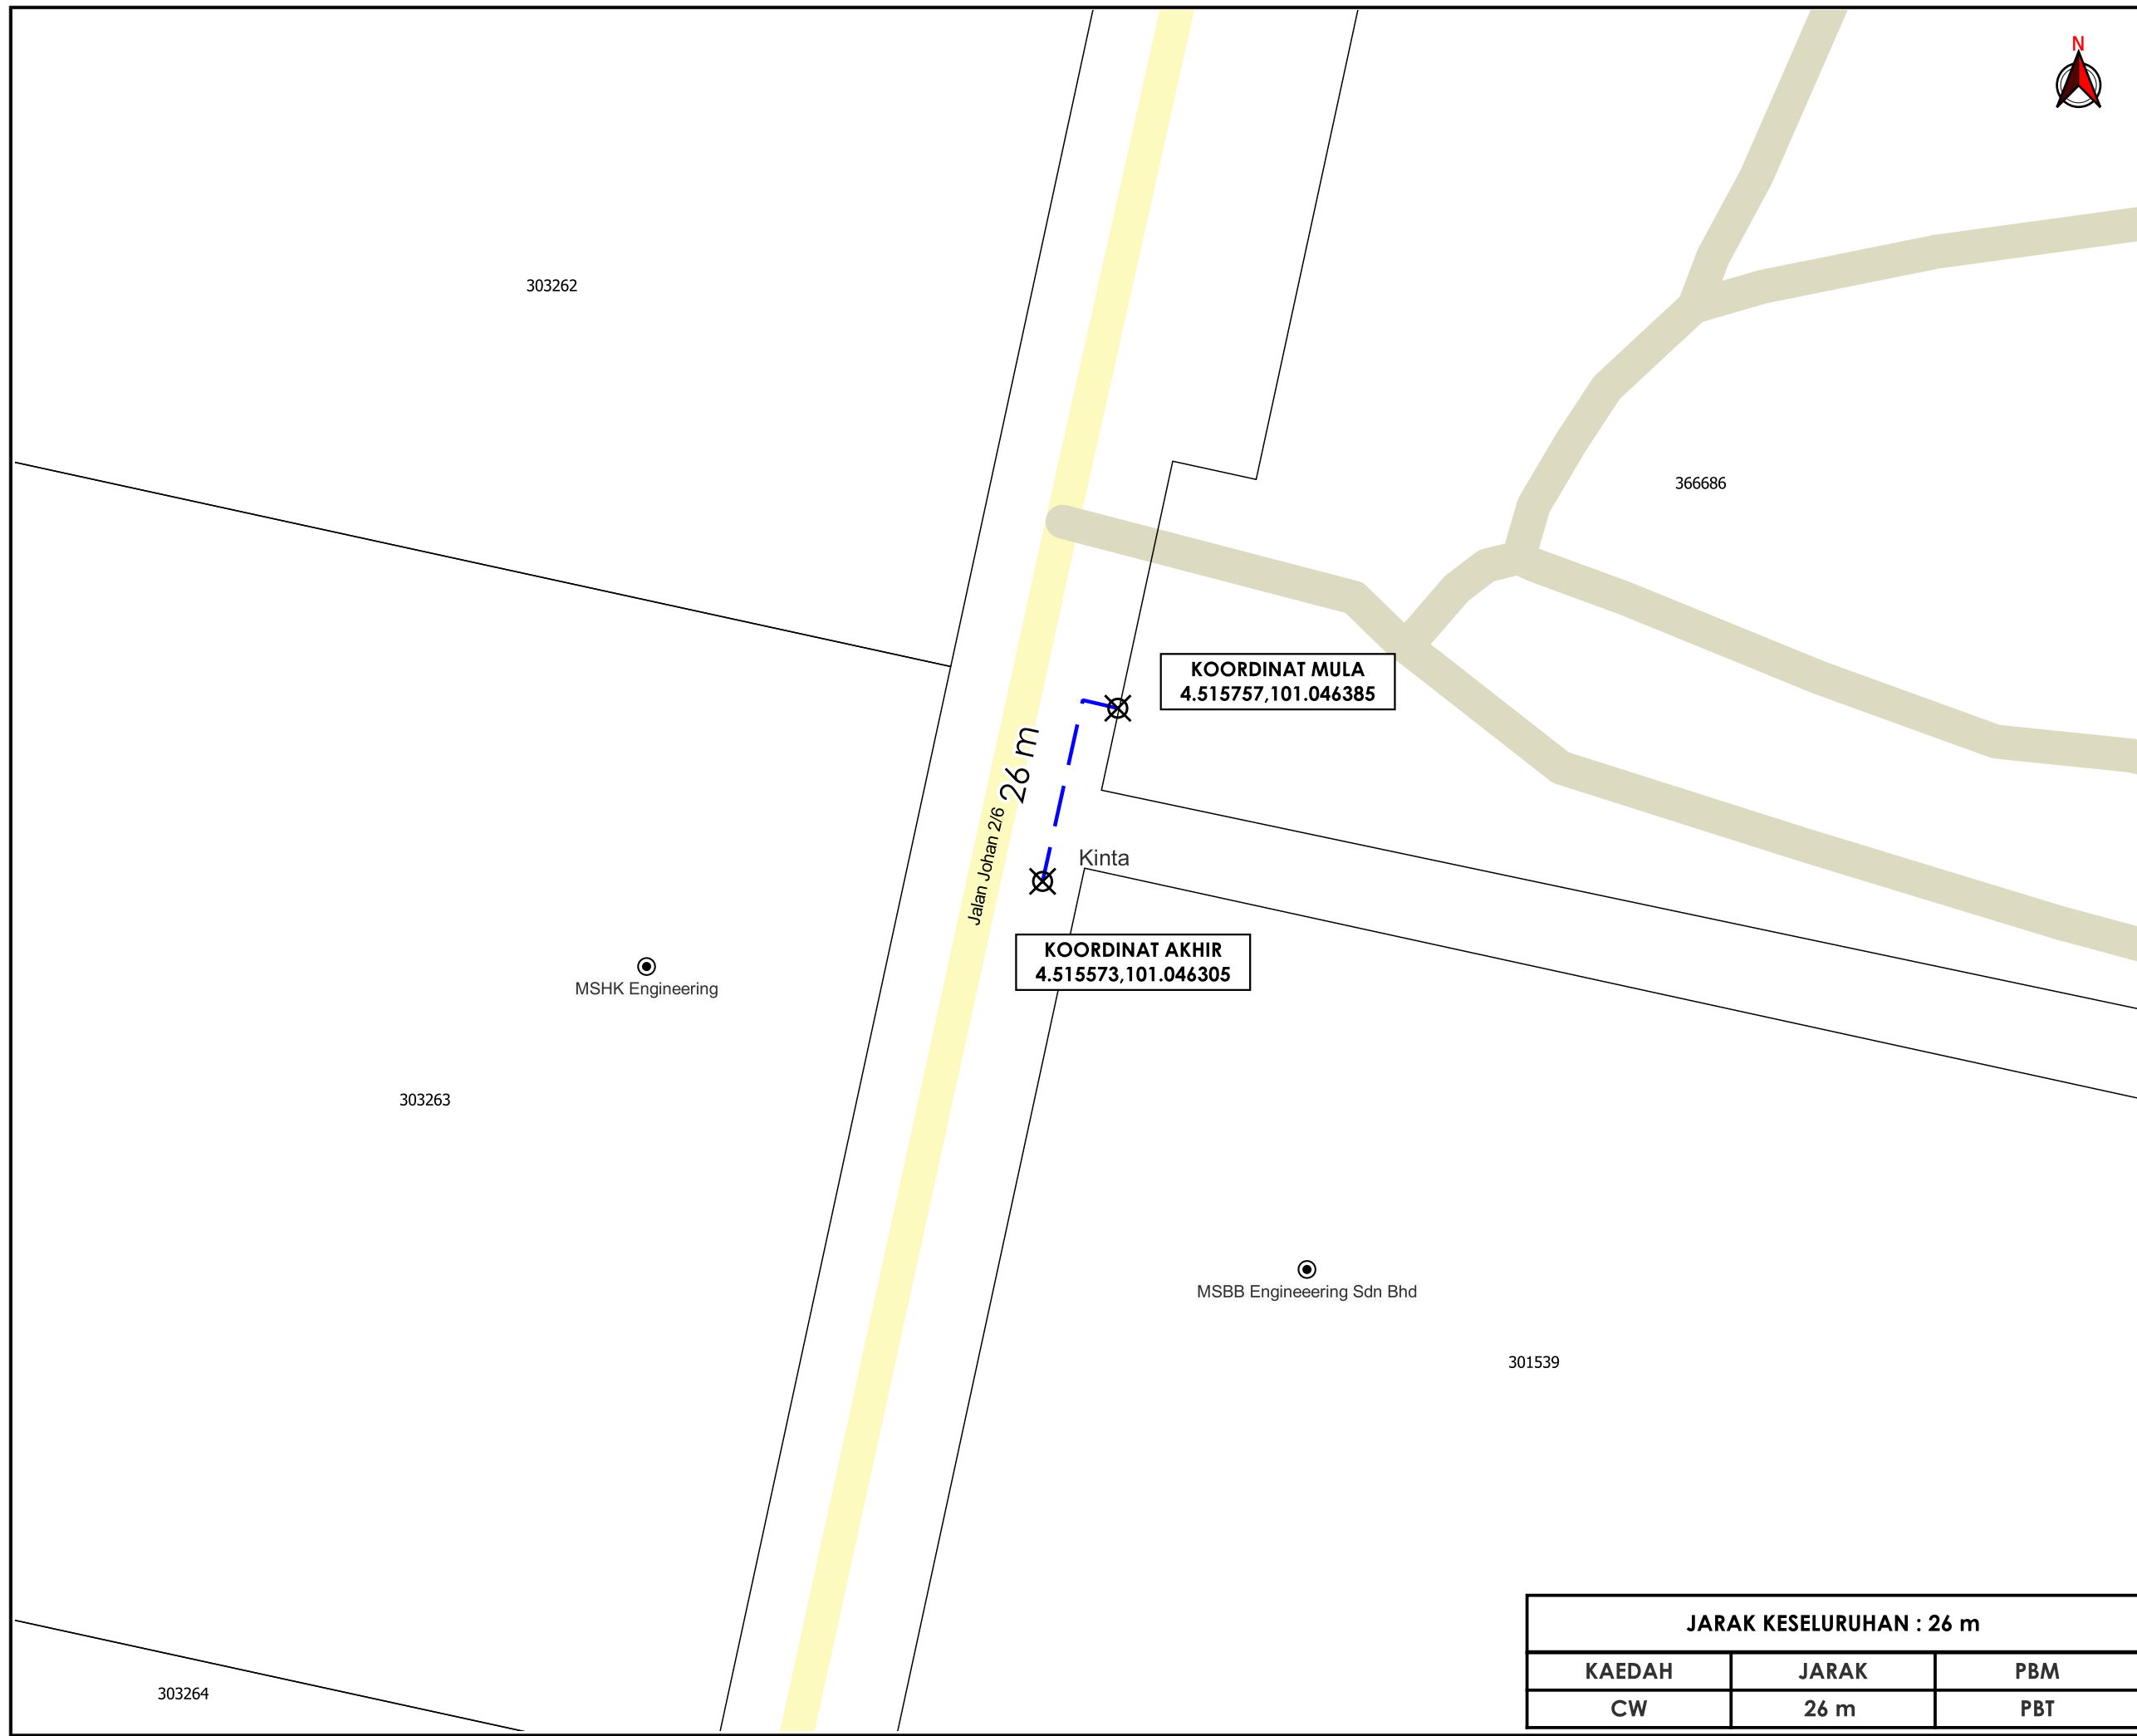 N
303262
366686
KOORDINAT MULA
4.515757,101.046385
26 m
Jalan Johan 2/6
Kinta
KOORDINAT AKHIR
4.515573,101.046305
MSHK Engineering
303263
MSBB Engineeering Sdn Bhd
301539
303264
JARAK KESELURUHAN : 26 m
KAEDAH JARAK PBM
CW 26 m PBT